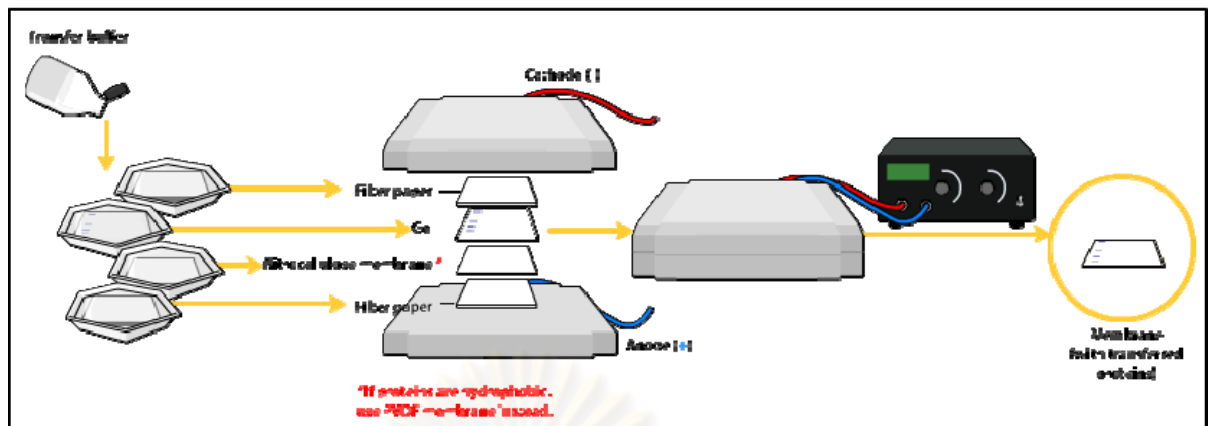 Transfer buffer
Cathode (-)
Fiber paper
Ge
Nitrocellulose membrane *
Fiber paper
Anode (+)
Membrane
(with transferred
proteins)
*If proteins are hydrophobic,
use PVDF membrane instead.